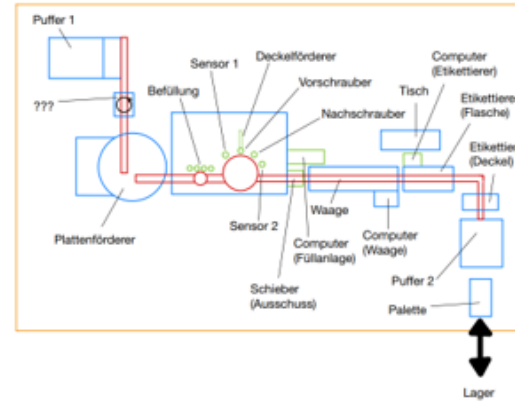 Puffer 1
???
Befüllung
Sensor 1
Deckelförderer
Vorschrauber
Nachschrauber
Computer
(Etikettierer)
Tisch
Etikettierer
(Flasche)
Etikettierer
(Deckel)
Plattenförderer
Sensor 2
Waage
Computer
(Füllanlage)
Computer
(Waage)
Schieber
(Ausschuss)
Puffer 2
Palette
Lager